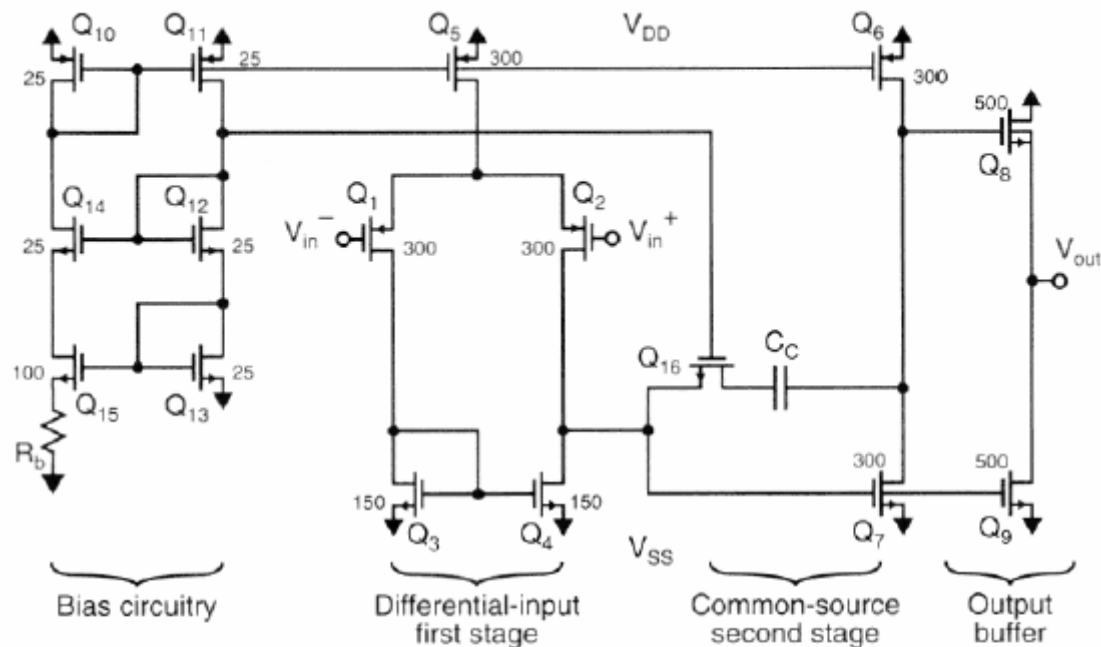 Q10 Q11 Q5 VDD Q6
25 25 300 300
500
Q8
Q14 Q12 Q1 Q2
Vin− Vin+
25 25 300 300
Vout
Q16 CC
100 25
Q15 Q13
Rb
300 500
150 150
Q3 Q4 VSS Q7 Q9
Bias circuitry
Differential-input
first stage
Common-source
second stage
Output
buffer